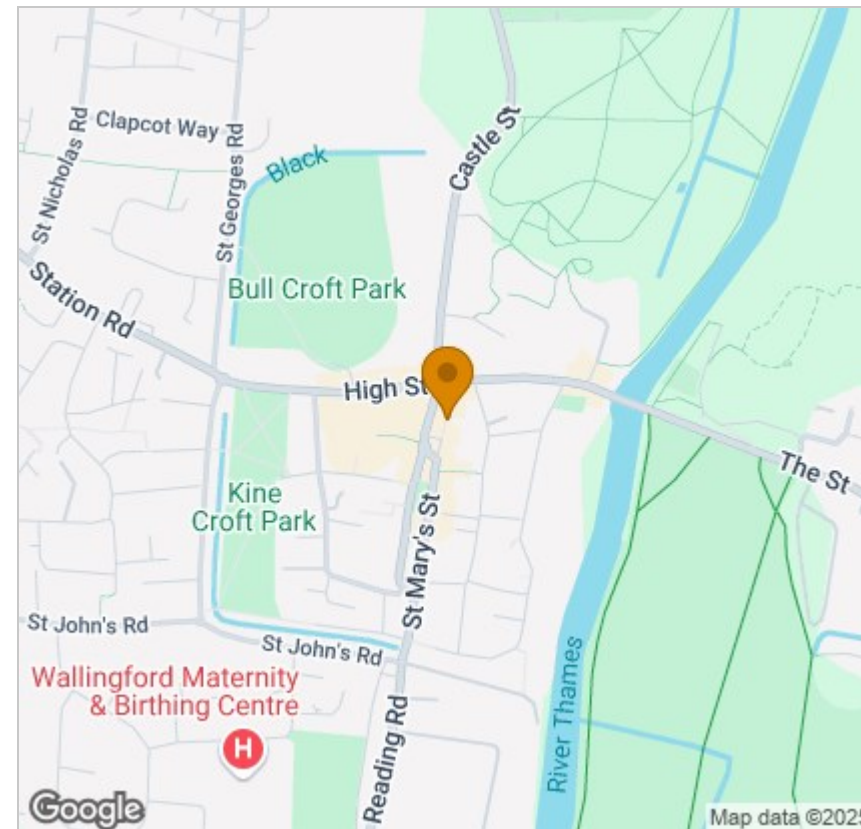 Castle St
Clapcot Way
Black
St Nicholas Rd
St Georges Rd
Bull Croft Park
Station Rd
High St
The St
Kine
Croft Park
St Mary's St
St John's Rd
St John's Rd
Wallingford Maternity
& Birthing Centre
H
Reading Rd
River Thames
Google
Map data ©2025